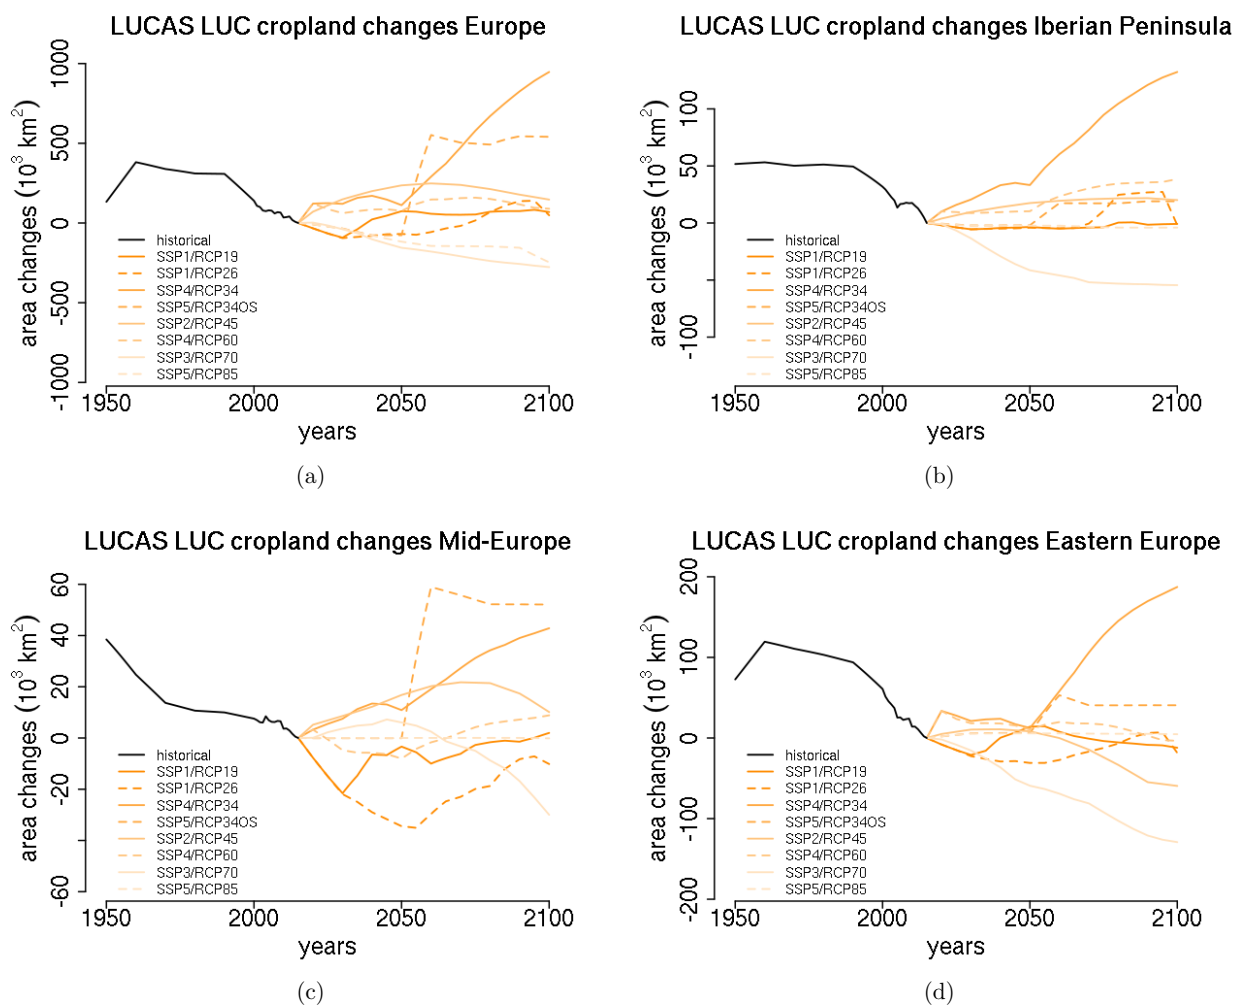 LUCAS LUC cropland changes Europe
area changes (10³ km²)
1000
500
0
-500
-1000
historical
SSP1/RCP19
SSP1/RCP26
SSP4/RCP34
SSP5/RCP34OS
SSP2/RCP45
SSP4/RCP60
SSP3/RCP70
SSP5/RCP85
1950 2000 2050 2100
years
(a)
LUCAS LUC cropland changes Iberian Peninsula
area changes (10³ km²)
100
50
0
-100
historical
SSP1/RCP19
SSP1/RCP26
SSP4/RCP34
SSP5/RCP34OS
SSP2/RCP45
SSP4/RCP60
SSP3/RCP70
SSP5/RCP85
1950 2000 2050 2100
years
(b)
LUCAS LUC cropland changes Mid-Europe
area changes (10³ km²)
60
40
20
0
-20
-60
historical
SSP1/RCP19
SSP1/RCP26
SSP4/RCP34
SSP5/RCP34OS
SSP2/RCP45
SSP4/RCP60
SSP3/RCP70
SSP5/RCP85
1950 2000 2050 2100
years
(c)
LUCAS LUC cropland changes Eastern Europe
area changes (10³ km²)
200
100
0
-100
-200
historical
SSP1/RCP19
SSP1/RCP26
SSP4/RCP34
SSP5/RCP34OS
SSP2/RCP45
SSP4/RCP60
SSP3/RCP70
SSP5/RCP85
1950 2000 2050 2100
years
(d)